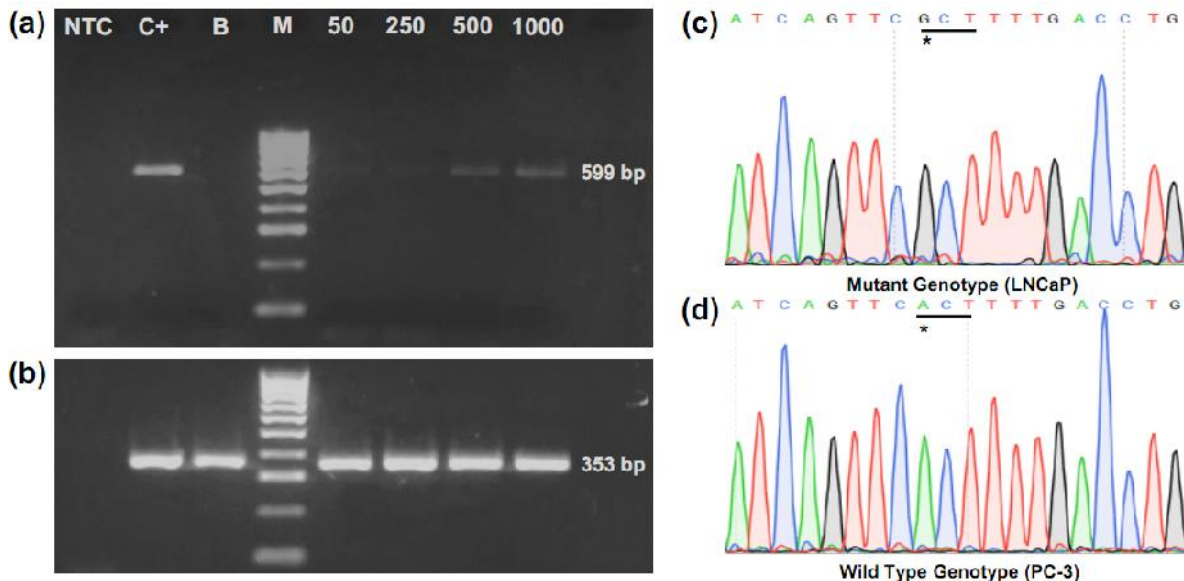 (a)
NTC C+ B M 50 250 500 1000
599 bp
(b)
353 bp
(c)
A T C A G T T C G C T T T T G A C C T G
*
Mutant Genotype (LNCaP)
(d)
A T C A G T T C A C T T T T G A C C T G
*
Wild Type Genotype (PC-3)